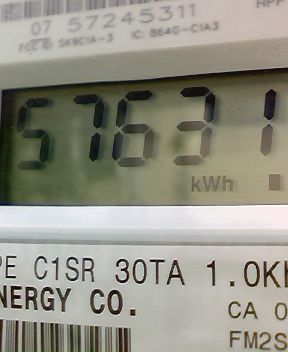 07 57245311
FCC ID: SK9C1A-3 IC: 864G-C1A3
57631
kWh
PE C1SR 30TA 1.0K
NERGY CO.
CA 0
FM2S